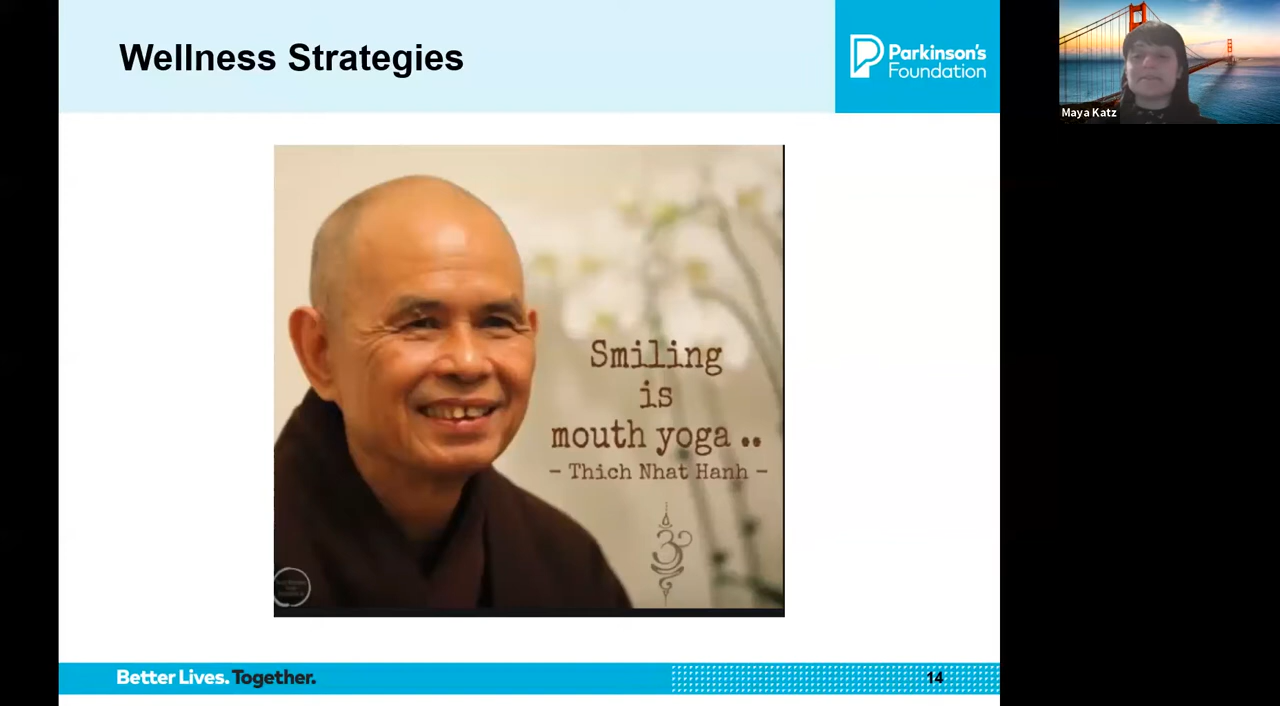 Wellness Strategies
Parkinson's
Foundation
Maya Katz
Smiling
is
mouth yoga ..
- Thich Nhat Hanh -
Better Lives. Together.
14